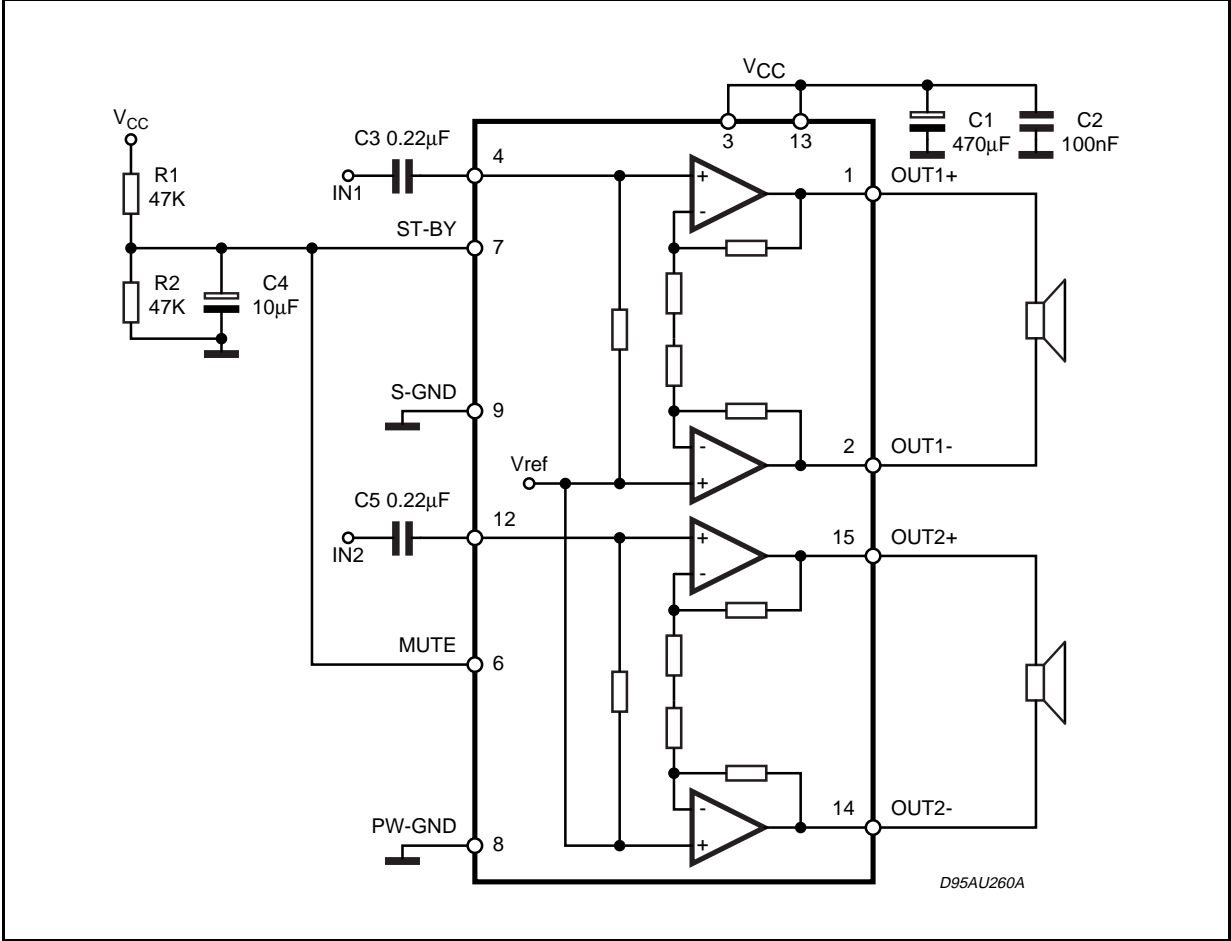 VCC
3
13
C1
470μF
C2
100nF
VCC
R1
47K
R2
47K
C4
10μF
C3 0.22μF
IN1
4
ST-BY
7
S-GND
9
Vref
C5 0.22μF
IN2
12
MUTE
6
PW-GND
8
+
-
1
OUT1+
-
+
2
OUT1-
+
-
15
OUT2+
-
+
14
OUT2-
D95AU260A